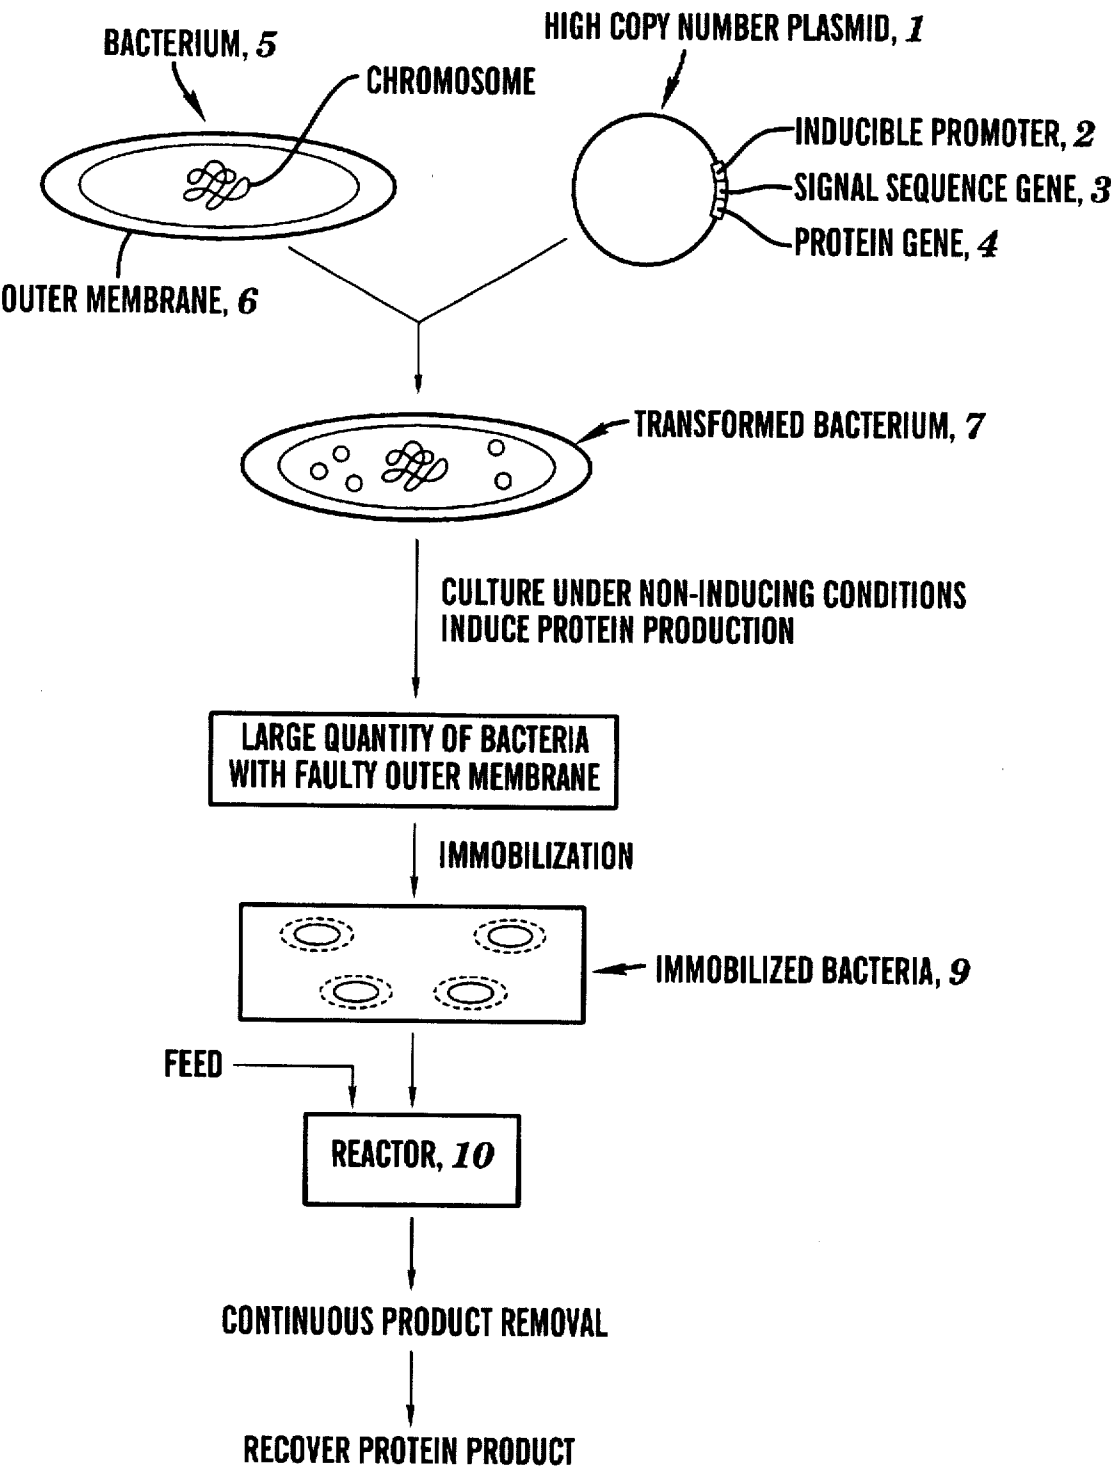 BACTERIUM, 5
HIGH COPY NUMBER PLASMID, 1
CHROMOSOME
INDUCIBLE PROMOTER, 2
SIGNAL SEQUENCE GENE, 3
PROTEIN GENE, 4
OUTER MEMBRANE, 6
TRANSFORMED BACTERIUM, 7
CULTURE UNDER NON-INDUCING CONDITIONS
INDUCE PROTEIN PRODUCTION
LARGE QUANTITY OF BACTERIA
WITH FAULTY OUTER MEMBRANE
IMMOBILIZATION
IMMOBILIZED BACTERIA, 9
FEED
REACTOR, 10
CONTINUOUS PRODUCT REMOVAL
RECOVER PROTEIN PRODUCT